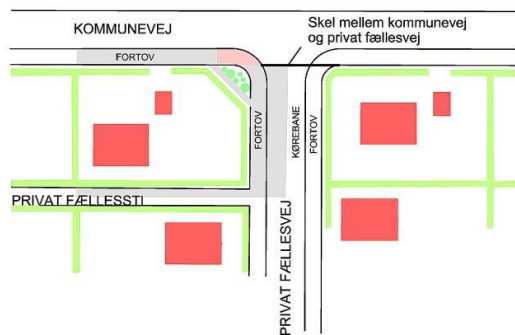 KOMMUNEVEJ
Skel mellem kommunevej
og privat fællesvej
FORTOV
FORTOV
KØREBANE
FORTOV
PRIVAT FÆLLESSTI
PRIVAT FÆLLESVEJ